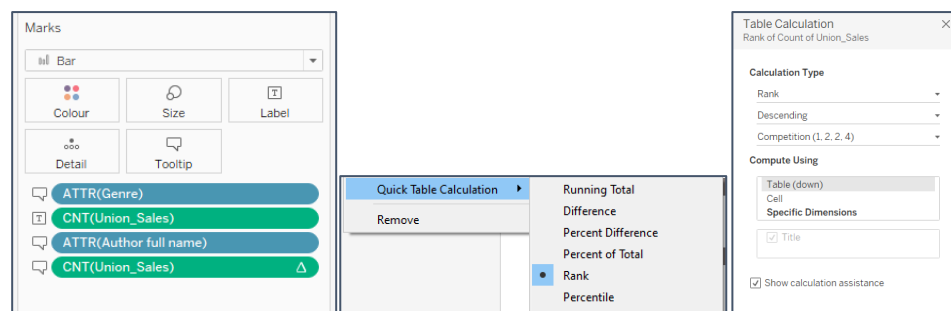 Marks
Bar
Colour
Size
T
Label
Detail
Tooltip
ATTR(Genre)
T
CNT(Union_Sales)
ATTR(Author full name)
CNT(Union_Sales) Δ
Quick Table Calculation
Remove
Running Total
Difference
Percent Difference
Percent of Total
Rank
Percentile
Table Calculation
Rank of Count of Union_Sales
Calculation Type
Rank
Descending
Competition (1, 2, 2, 4)
Compute Using
Table (down)
Cell
Specific Dimensions
Title
Show calculation assistance